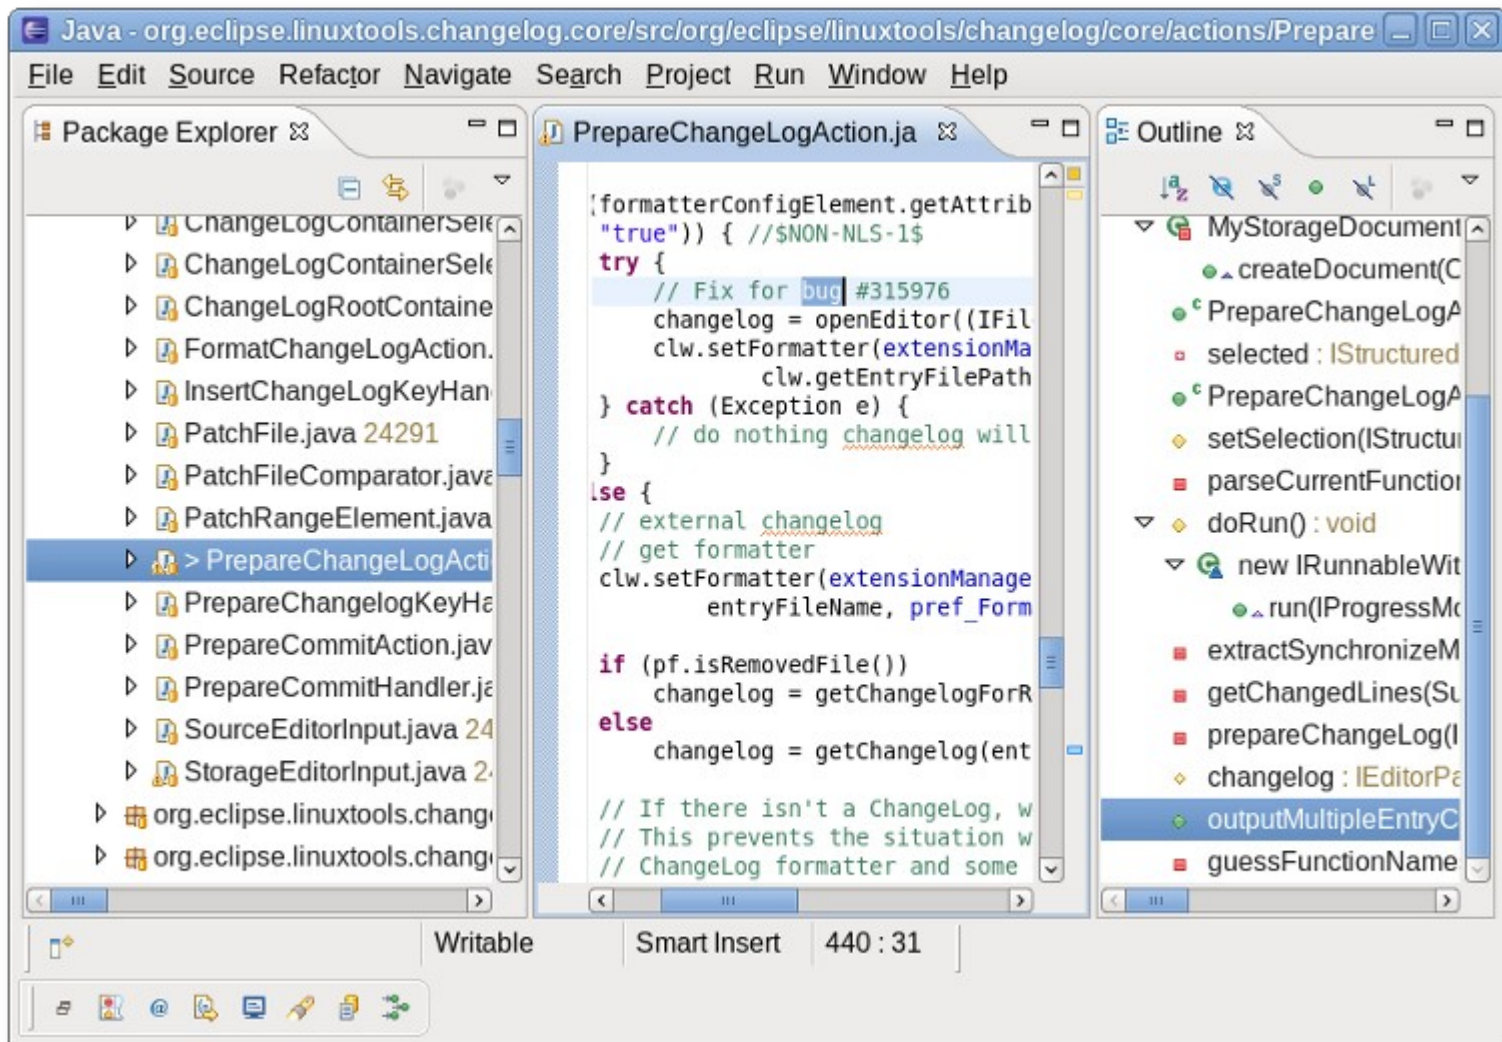 Java - org.eclipse.linuxtools.changelog.core/src/org/eclipse/linuxtools/changelog/core/actions/Prepare
File Edit Source Refactor Navigate Search Project Run Window Help
Package Explorer
ChangeLogContainerSele
ChangeLogContainerSele
ChangeLogRootContaine
FormatChangeLogAction.
InsertChangeLogKeyHan
PatchFile.java 24291
PatchFileComparator.java
PatchRangeElement.java
> PrepareChangeLogActi
PrepareChangelogKeyHa
PrepareCommitAction.jav
PrepareCommitHandler.ja
SourceEditorInput.java 24
StorageEditorInput.java 24
org.eclipse.linuxtools.chang
org.eclipse.linuxtools.chang
PrepareChangeLogAction.ja
(formatterConfigElement.getAttrib
"true")) { //$NON-NLS-1$
try {
// Fix for bug #315976
changelog = openEditor((IFil
clw.setFormatter(extensionMa
clw.getEntryFilePath
} catch (Exception e) {
// do nothing changelog will
}
lse {
// external changelog
// get formatter
clw.setFormatter(extensionManage
entryFileName, pref_Form
if (pf.isRemovedFile())
changelog = getChangelogForR
else
changelog = getChangelog(ent
// If there isn't a ChangeLog, w
// This prevents the situation w
// ChangeLog formatter and some
Outline
MyStorageDocument
createDocument(C
PrepareChangeLogA
selected : IStructured
PrepareChangeLogA
setSelection(IStructu
parseCurrentFunction
doRun() : void
new IRunnableWit
run(IProgressMo
extractSynchronizeM
getChangedLines(Su
prepareChangeLog(I
changelog : IEditorPa
outputMultipleEntryC
guessFunctionName
Writable Smart Insert 440 : 31